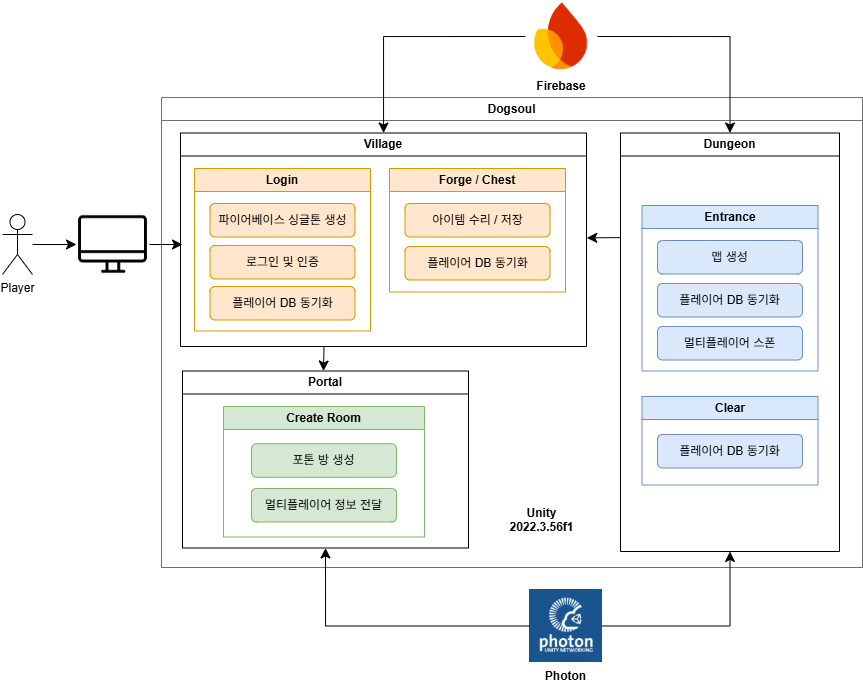 Firebase
Dogsoul
Village
Login
파이어베이스 싱글톤 생성
로그인 및 인증
플레이어 DB 동기화
Forge / Chest
아이템 수리 / 저장
플레이어 DB 동기화
Dungeon
Entrance
맵 생성
플레이어 DB 동기화
멀티플레이어 스폰
Clear
플레이어 DB 동기화
Player
Portal
Create Room
포톤 방 생성
멀티플레이어 정보 전달
Unity
2022.3.56f1
photon
UNITY NETWORKING
Photon